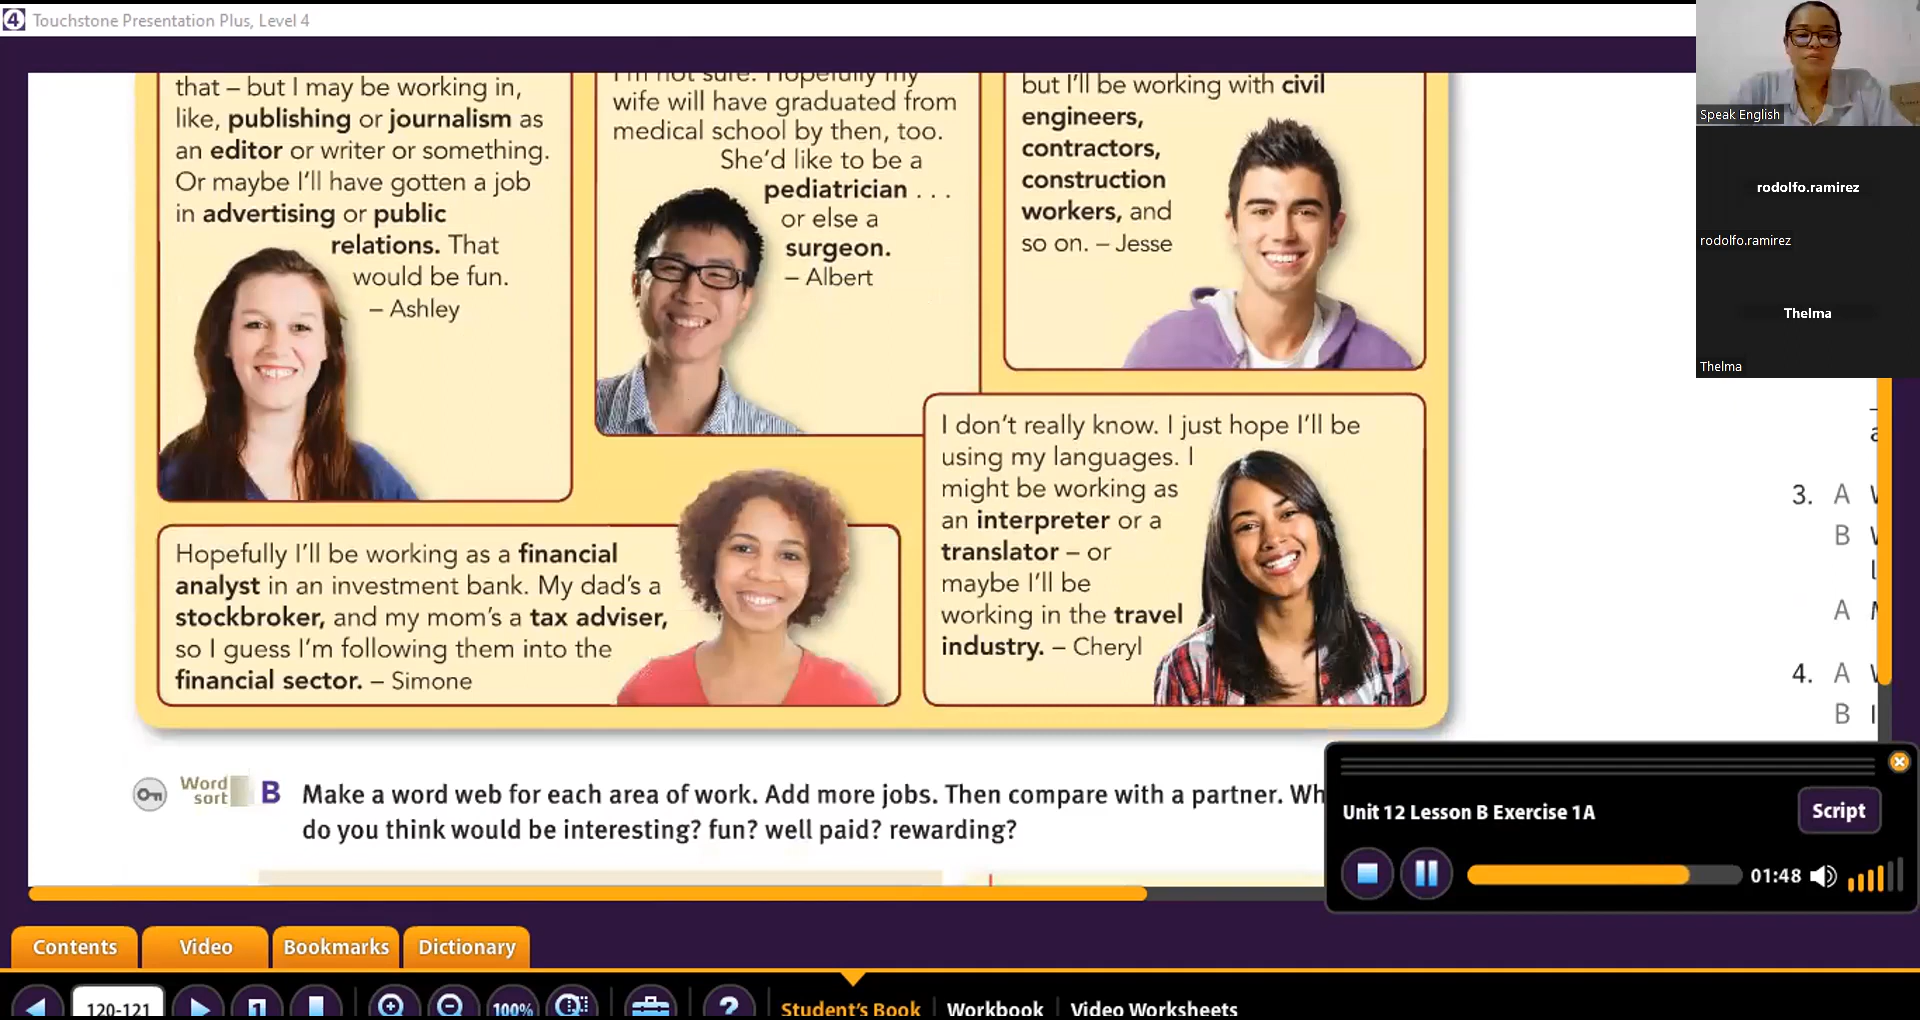 Touchstone Presentation Plus, Level 4
that – but I may be working in,
like, publishing or journalism as
an editor or writer or something.
Or maybe I'll have gotten a job
in advertising or public
relations. That
would be fun.
– Ashley
I'm not sure. Hopefully my
wife will have graduated from
medical school by then, too.
She'd like to be a
pediatrician . . .
or else a
surgeon.
– Albert
but I'll be working with civil
engineers,
contractors,
construction
workers, and
so on. – Jesse
Hopefully I'll be working as a financial
analyst in an investment bank. My dad's a
stockbroker, and my mom's a tax adviser,
so I guess I'm following them into the
financial sector. – Simone
I don't really know. I just hope I'll be
using my languages. I
might be working as
an interpreter or a
translator – or
maybe I'll be
working in the travel
industry. – Cheryl
Word
sort
B Make a word web for each area of work. Add more jobs. Then compare with a partner. Wh
do you think would be interesting? fun? well paid? rewarding?
3. A
B
A
4. A
B I
Speak English
rodolfo.ramirez
rodolfo.ramirez
Thelma
Thelma
Unit 12 Lesson B Exercise 1A
Script
01:48
Contents
Video
Bookmarks
Dictionary
120-121
100%
?
Student's Book
Workbook
Video Worksheets